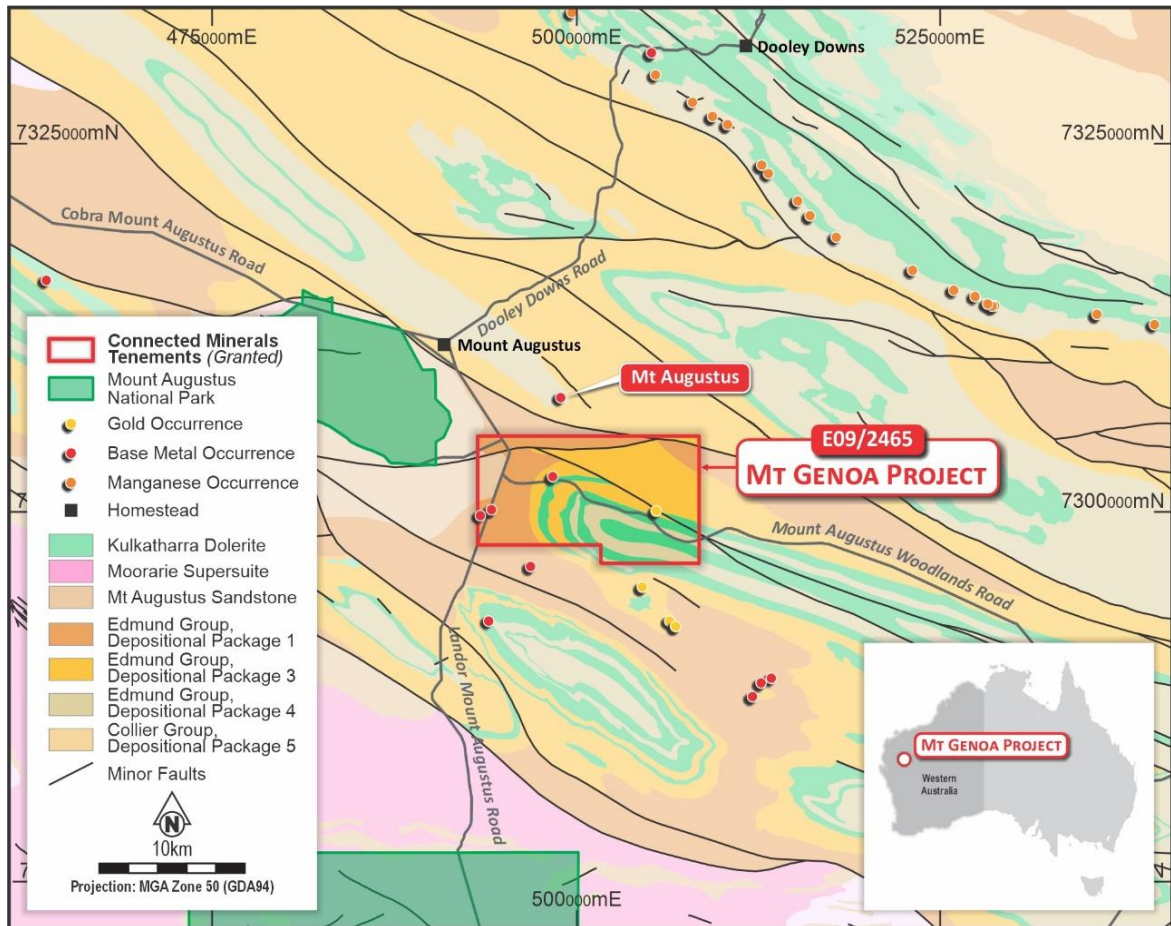 475000mE
500000mE
525000mE
Dooley Downs
7325000mN
7325000mN
Cobra Mount Augustus Road
Dooley Downs Road
Mount Augustus
Mt Augustus
E09/2465
MT GENOA PROJECT
7300000mN
Mount Augustus Woodlands Road
Landor Mount Augustus Road
Connected Minerals
Tenements (Granted)
Mount Augustus
National Park
Gold Occurrence
Base Metal Occurrence
Manganese Occurrence
Homestead
Kulkatharra Dolerite
Moorarie Supersuite
Mt Augustus Sandstone
Edmund Group,
Depositional Package 1
Edmund Group,
Depositional Package 3
Edmund Group,
Depositional Package 4
Collier Group,
Depositional Package 5
Minor Faults
N
10km
Projection: MGA Zone 50 (GDA94)
500000mE
MT GENOA PROJECT
Western
Australia